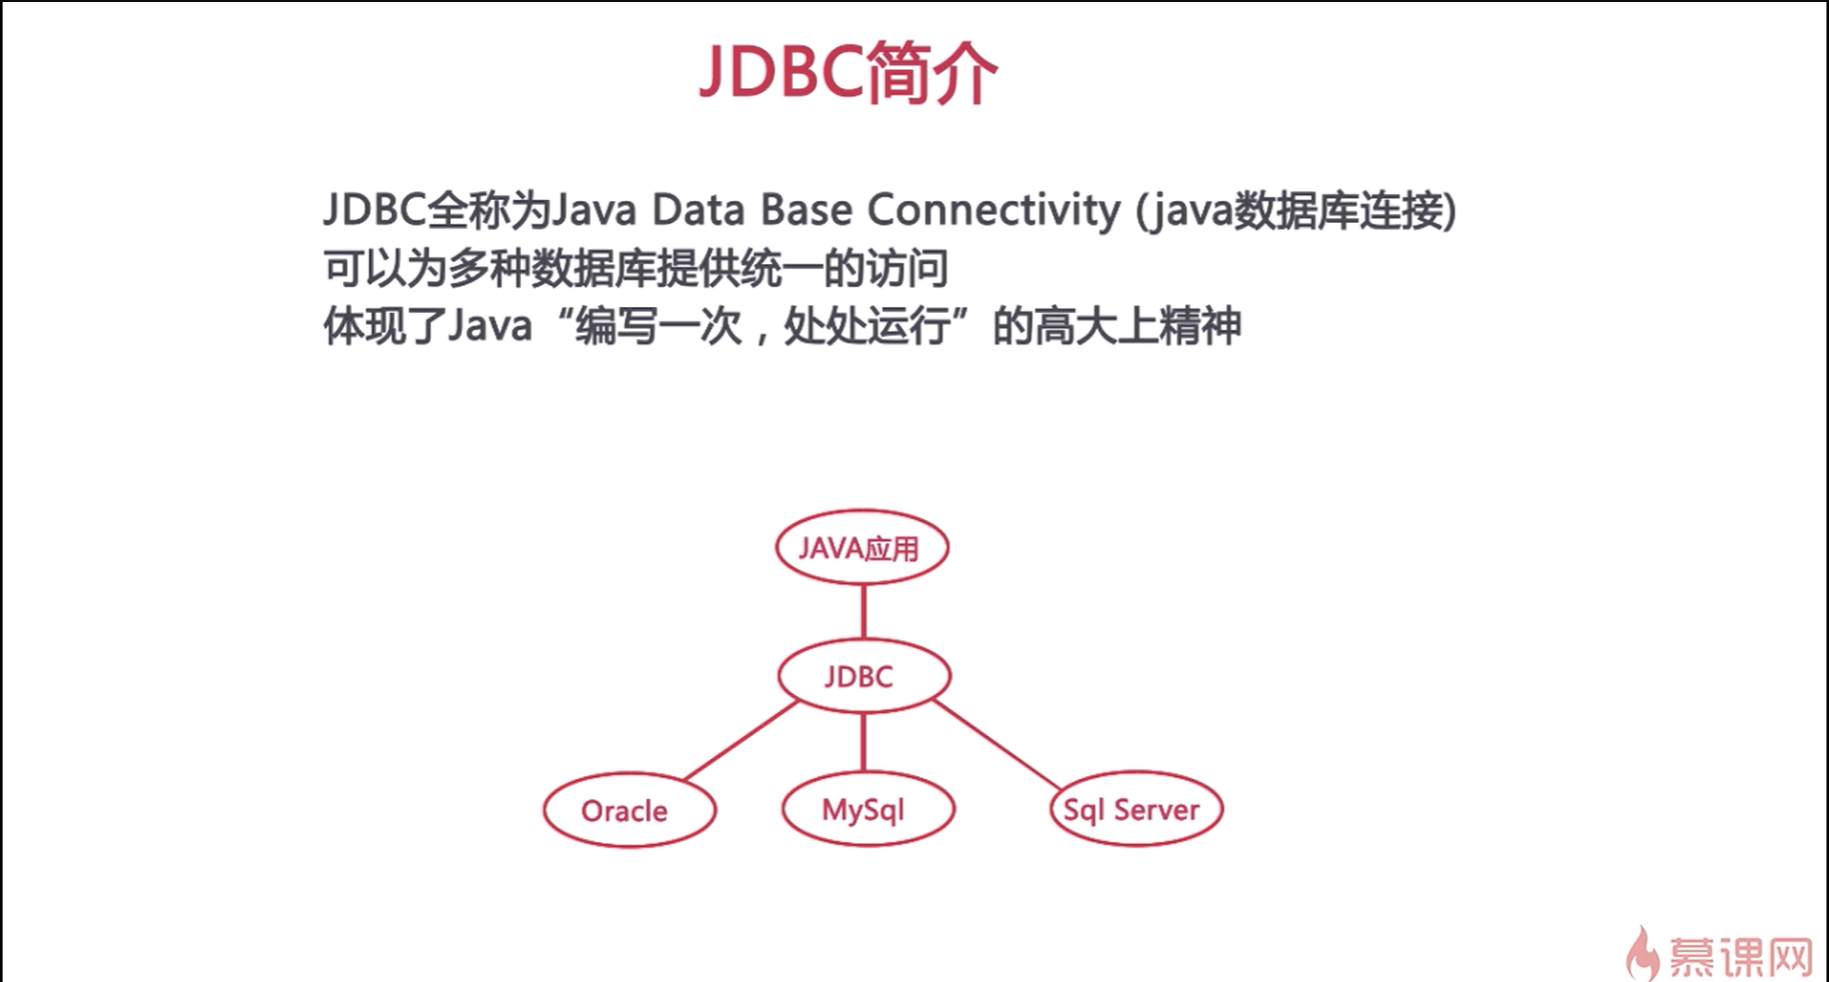 JDBC简介
JDBC全称为Java Data Base Connectivity (java数据库连接)
可以为多种数据库提供统一的访问
体现了Java“编写一次，处处运行”的高大上精神
JAVA应用
JDBC
Oracle
MySql
Sql Server
慕课网